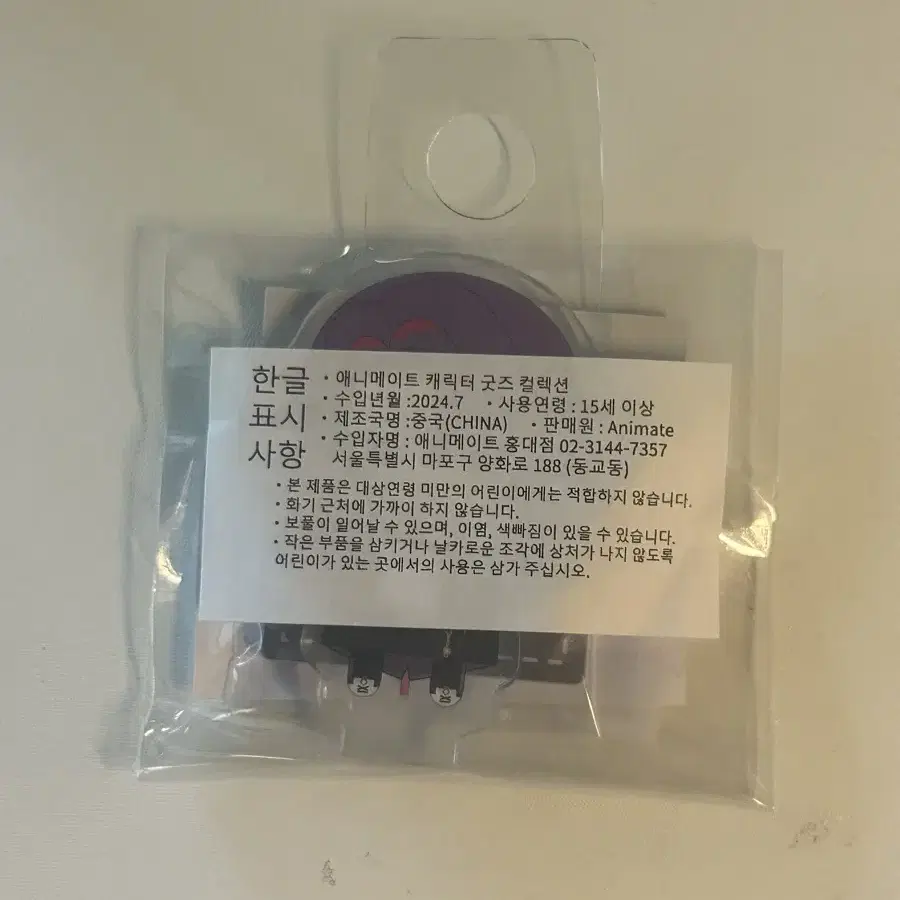 한글
표시
사항
· 애니메이트 캐릭터 굿즈 컬렉션
· 수입년월 :2024.7 · 사용연령 : 15세 이상
· 제조국명 :중국(CHINA) · 판매원 : Animate
· 수입자명 : 애니메이트 홍대점 02-3144-7357
서울특별시 마포구 양화로 188 (동교동)
· 본 제품은 대상연령 미만의 어린이에게는 적합하지 않습니다.
· 화기 근처에 가까이 하지 않습니다.
· 보풀이 일어날 수 있으며, 이염, 색빠짐이 있을 수 있습니다.
· 작은 부품을 삼키거나 날카로운 조각에 상처가 나지 않도록
어린이가 있는 곳에서의 사용은 삼가 주십시오.